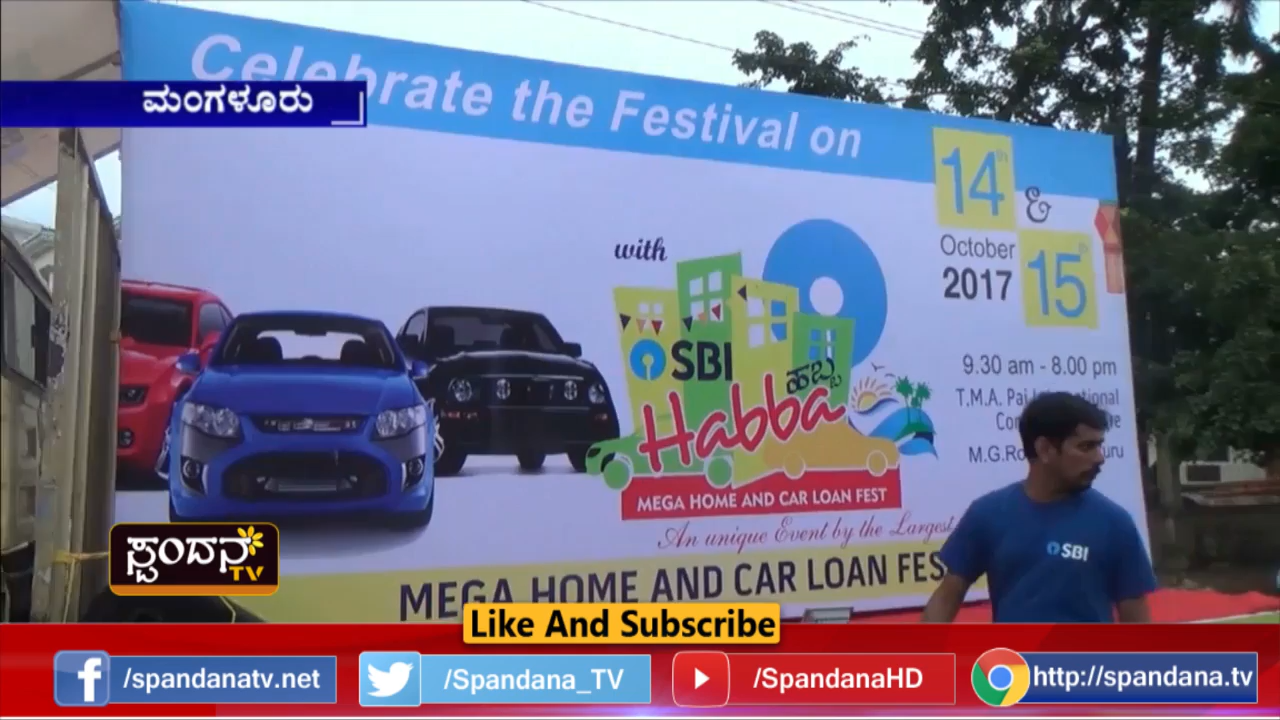 Celebrate the Festival on
ಮಂಗಳೂರು
14th & 15th
October
2017
with
SBI
ಹಬ್ಬ
Habba
MEGA HOME AND CAR LOAN FEST
An unique Event by the Largest
9.30 am - 8.00 pm
T.M.A. Pai
M.G.
MEGA HOME AND CAR LOAN
SBI
ಸ್ಪಂದನ
TV
Like And Subscribe
/spandanatv.net
/Spandana_TV
/SpandanaHD
http://spandana.tv